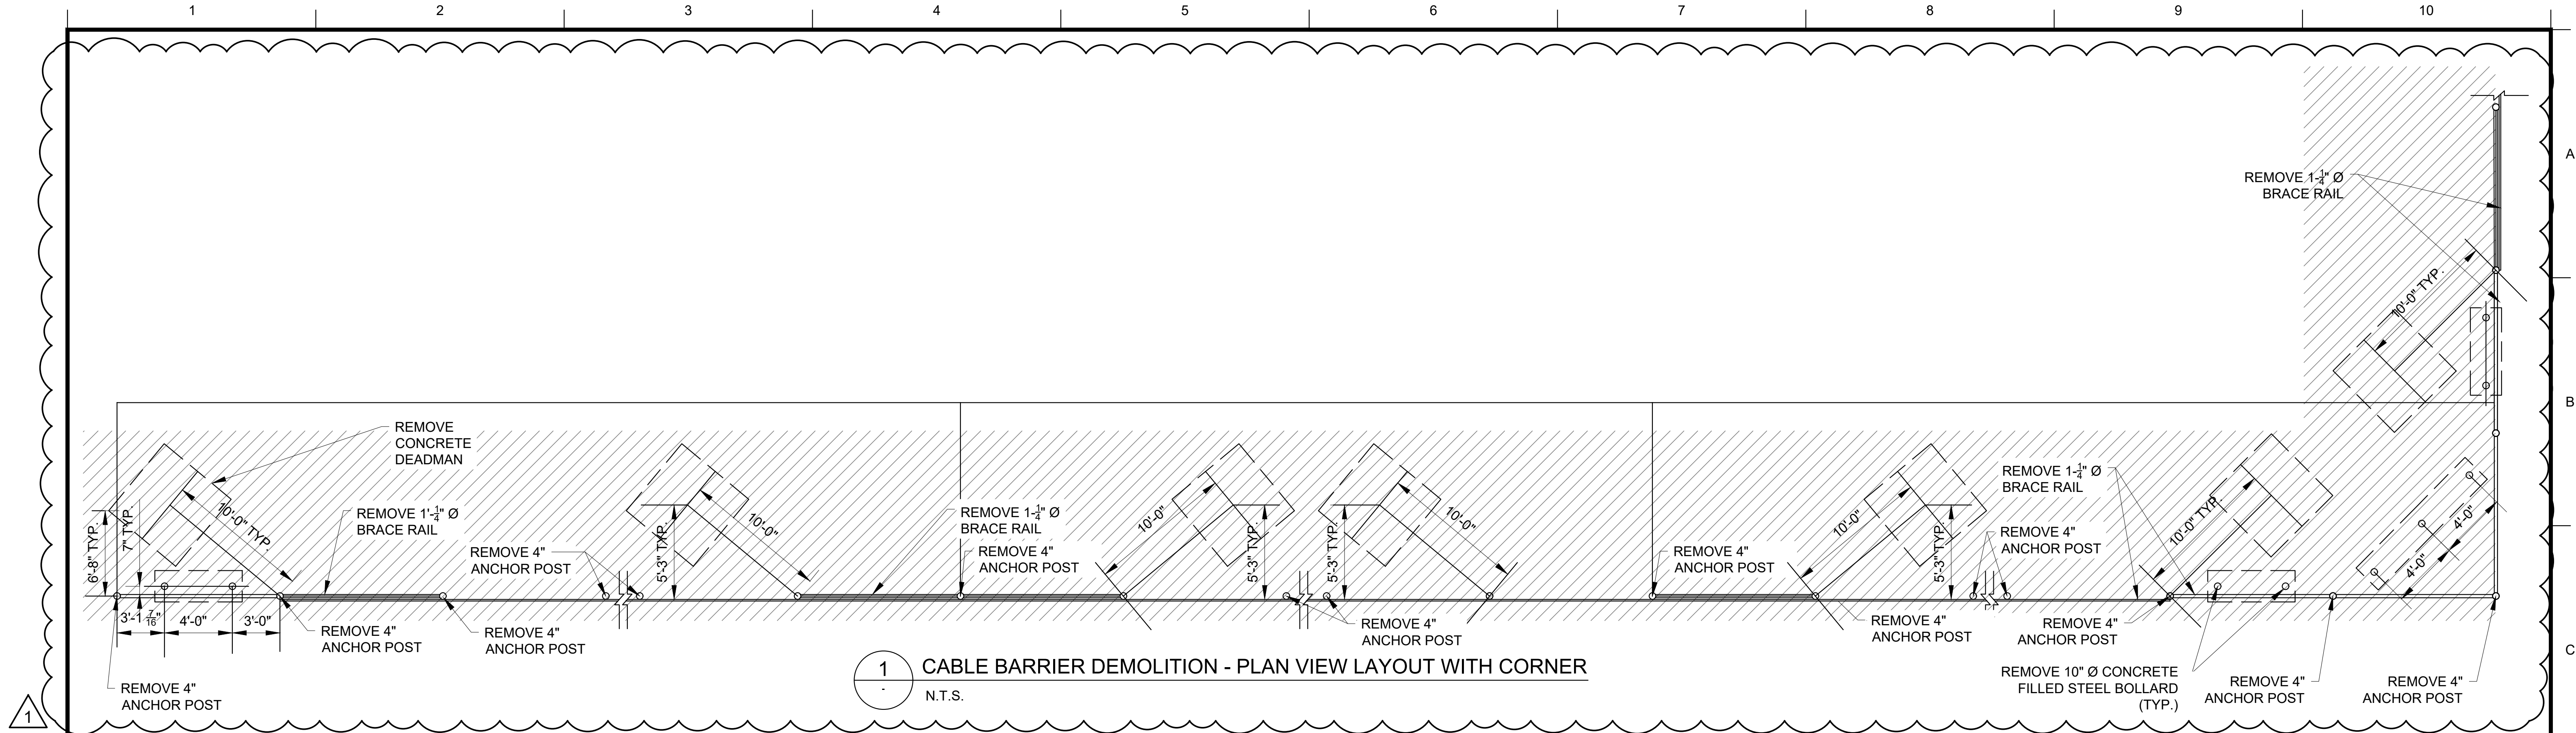 1 2 3 4 5 6 7 8 9 10
A
REMOVE 1-1/4" Ø
BRACE RAIL
10'-0" TYP.
B
REMOVE
CONCRETE
DEADMAN
10'-0" TYP.
6'-8" TYP.
7" TYP.
REMOVE 1'-1/4" Ø
BRACE RAIL
REMOVE 4"
ANCHOR POST
5'-3" TYP.
10'-0"
REMOVE 1-1/4" Ø
BRACE RAIL
REMOVE 4"
ANCHOR POST
10'-0"
5'-3" TYP.
5'-3" TYP.
10'-0"
REMOVE 4"
ANCHOR POST
10'-0"
5'-3" TYP.
REMOVE 1-1/4" Ø
BRACE RAIL
REMOVE 4"
ANCHOR POST
10'-0" TYP.
4'-0"
4'-0"
3'-1 7/16"
4'-0"
3'-0"
REMOVE 4"
ANCHOR POST
REMOVE 4"
ANCHOR POST
REMOVE 4"
ANCHOR POST
REMOVE 4"
ANCHOR POST
REMOVE 4"
ANCHOR POST
REMOVE 4"
ANCHOR POST
REMOVE 10" Ø CONCRETE
FILLED STEEL BOLLARD
(TYP.)
REMOVE 4"
ANCHOR POST
REMOVE 4"
ANCHOR POST
C
1
-
CABLE BARRIER DEMOLITION - PLAN VIEW LAYOUT WITH CORNER
N.T.S.
1